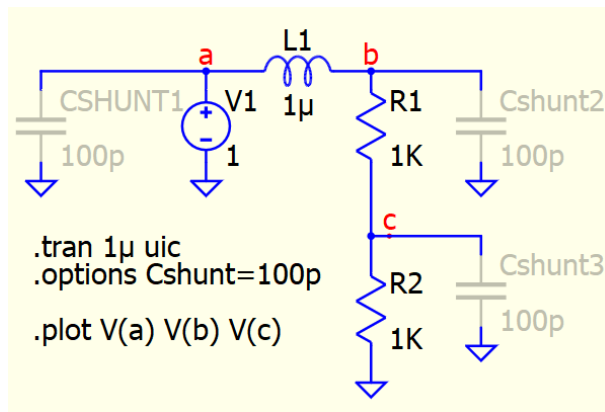 L1
a
b
CSHUNT1
V1
1µ
R1
Cshunt2
100p
1
1K
100p
c
.tran 1µ uic
.options Cshunt=100p
R2
Cshunt3
.plot V(a) V(b) V(c)
1K
100p